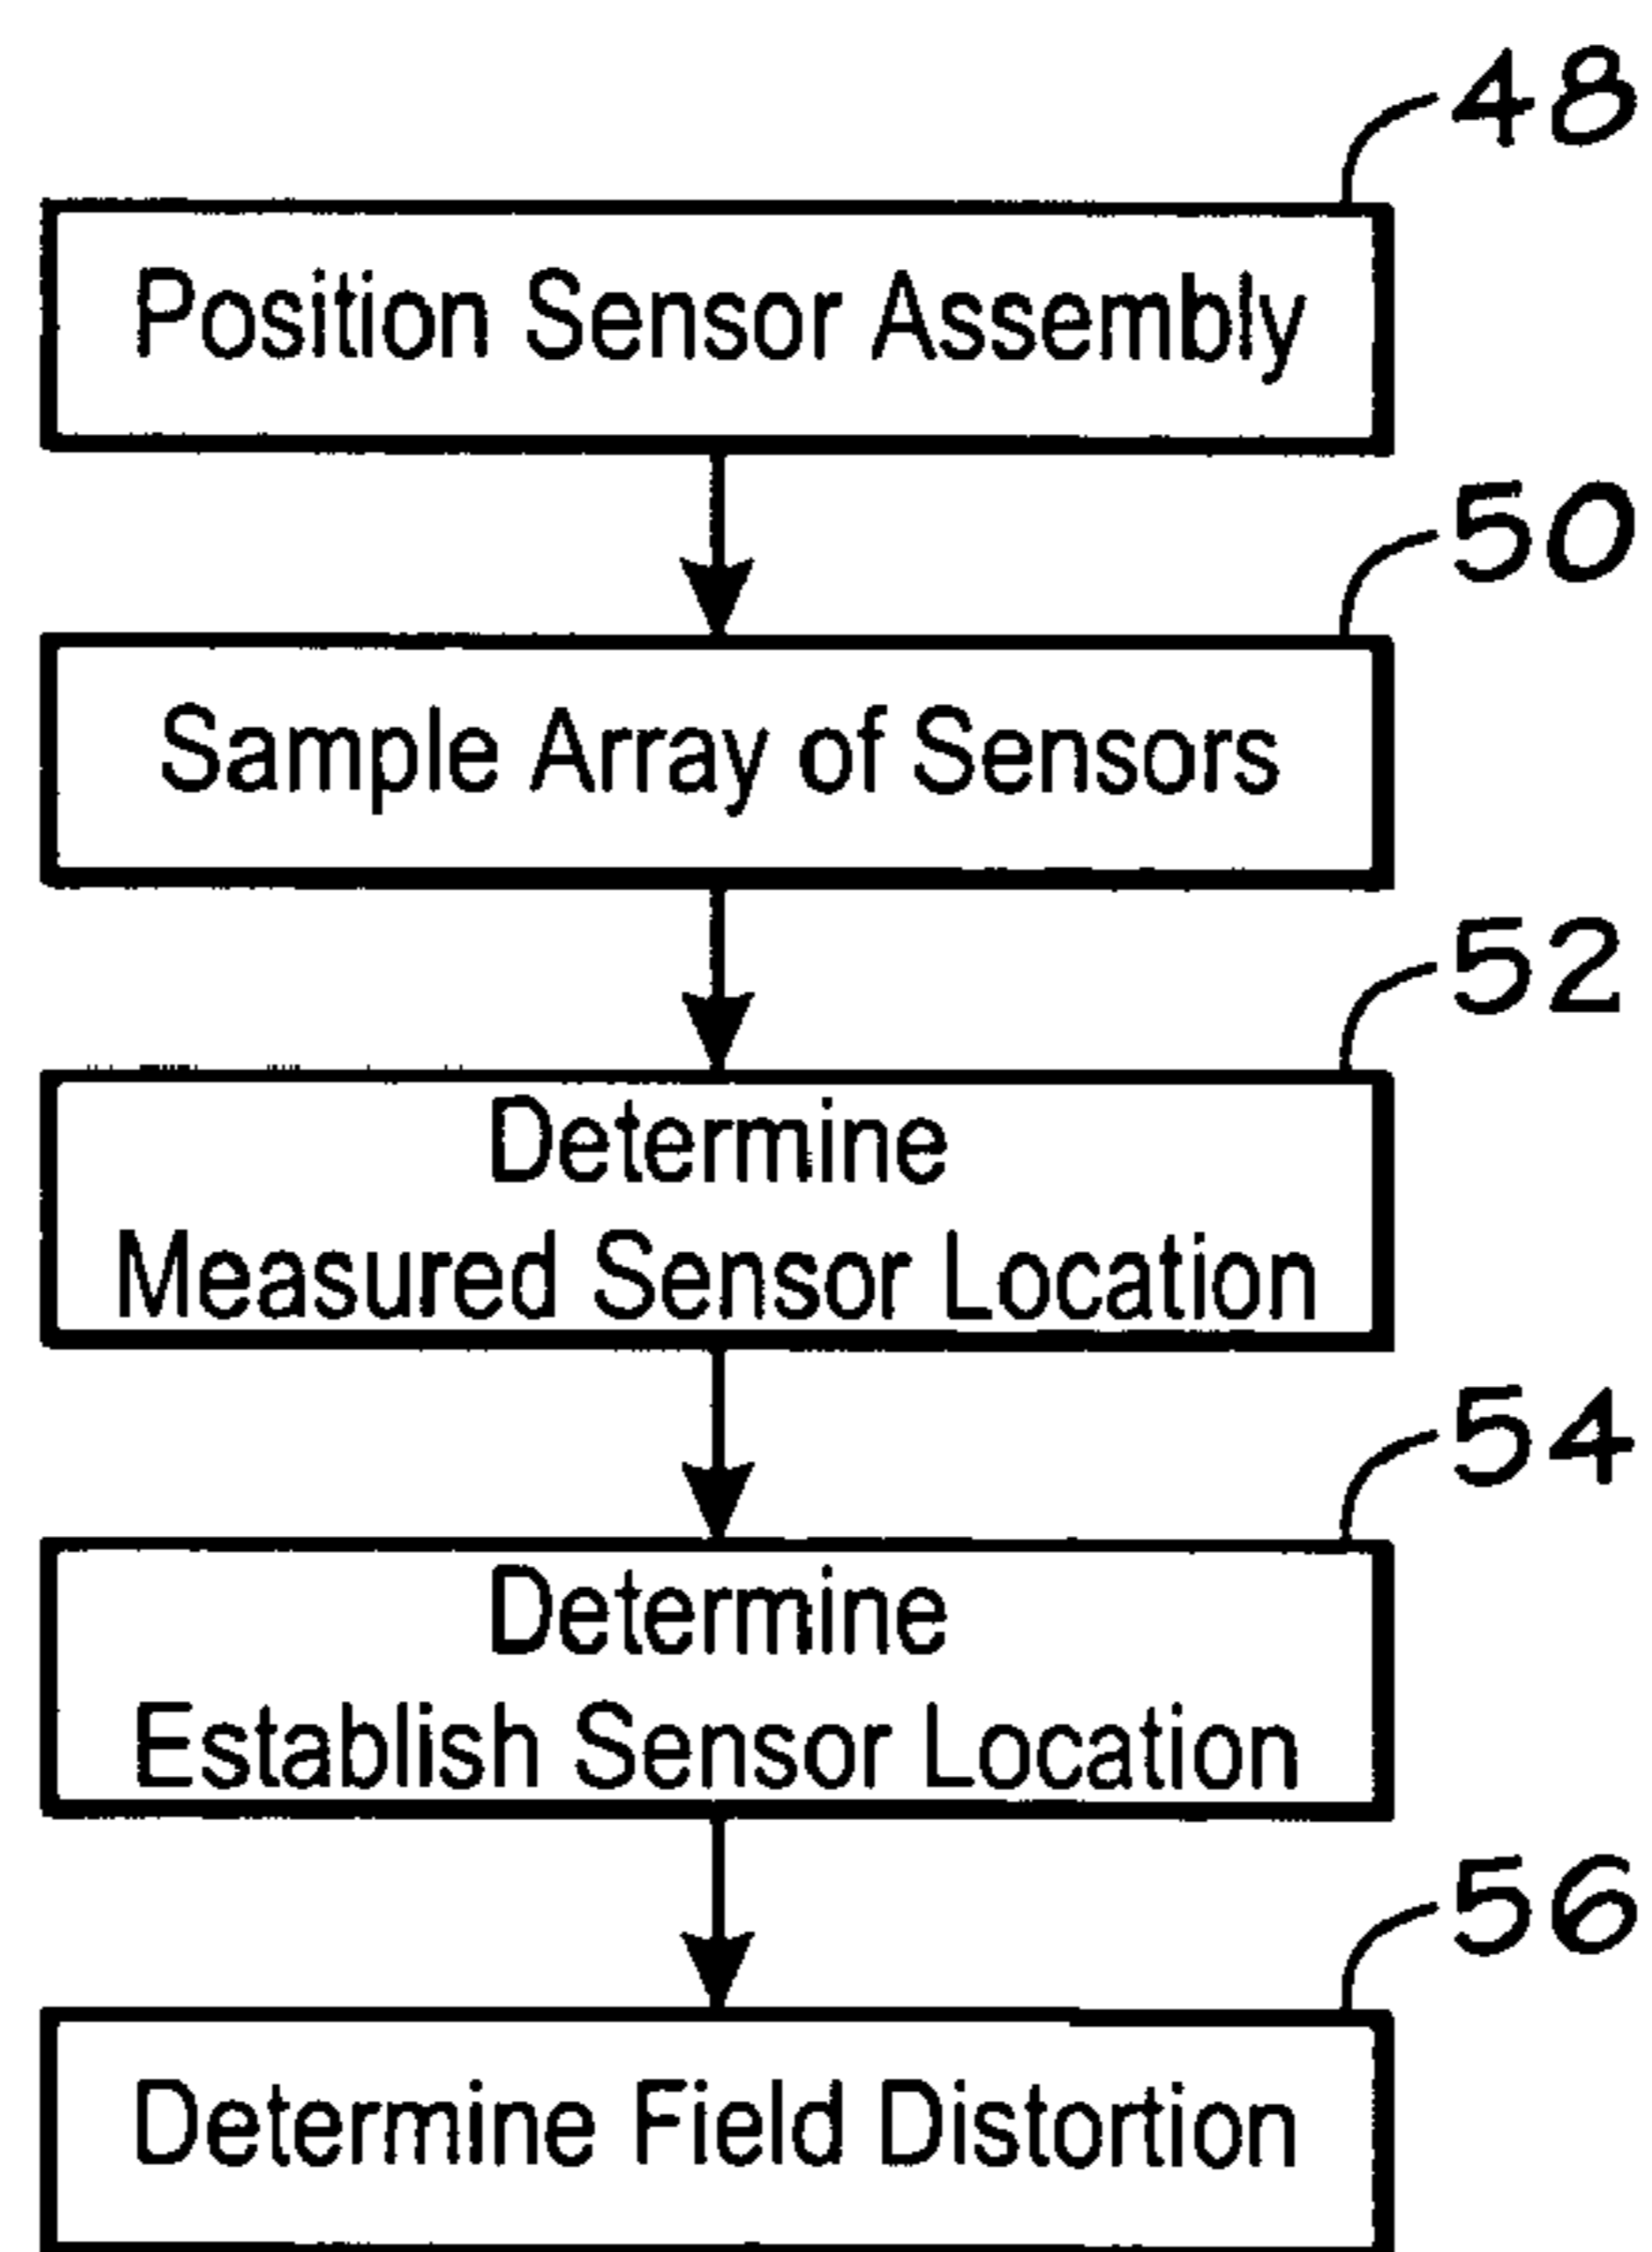 48
Position Sensor Assembly
50
Sample Array of Sensors
52
Determine
Measured Sensor Location
54
Determine
Establish Sensor Location
56
Determine Field Distortion